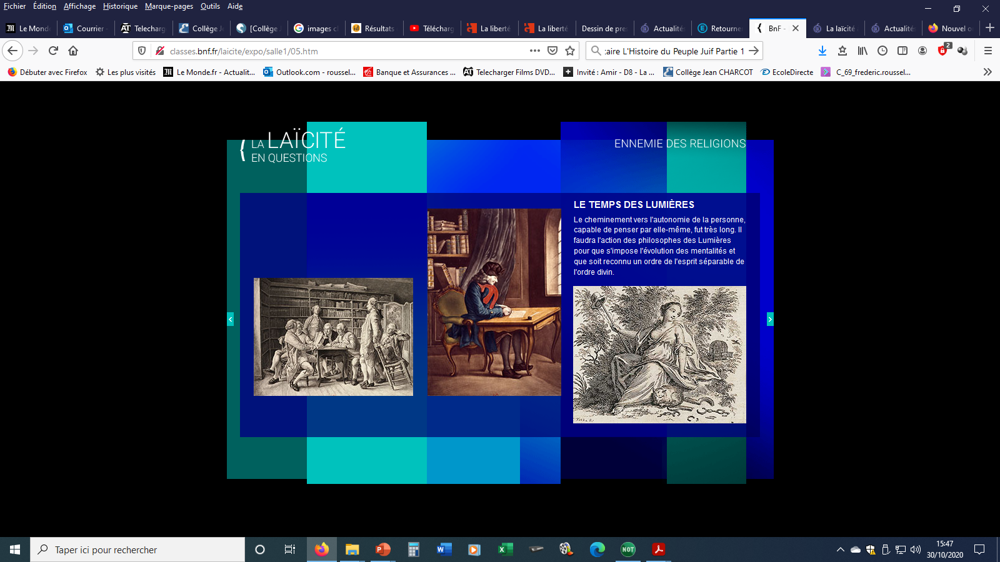 Fichier Édition Affichage Historique Marque-pages Outils Aide
Le Mond Courrier - Telecharg Collège Je [Collège J images cl Résultats Télécharg La liberté La liberté Dessin de pre Actualités Retourne BnF - La laïcité Actualité Nouvel o
classes.bnf.fr/laicite/expo/salle1/05.htm
:aire L'Histoire du Peuple Juif Partie 1
2
Débuter avec Firefox Les plus visités Le Monde.fr - Actualit... Outlook.com - roussel... Banque et Assurances ... Telecharger Films DVD... Invité : Amir - D8 - La ... Collège Jean CHARCOT EcoleDirecte C_69_frederic.roussel...
LA LAÏCITÉ
EN QUESTIONS
ENNEMIE DES RELIGIONS
LE TEMPS DES LUMIÈRES
Le cheminement vers l'autonomie de la personne,
capable de penser par elle-même, fut très long. Il
faudra l'action des philosophes des Lumières
pour que s'impose l'évolution des mentalités et
que soit reconnu un ordre de l'esprit séparable de
l'ordre divin.
Taper ici pour rechercher
NOT
15:47
30/10/2020